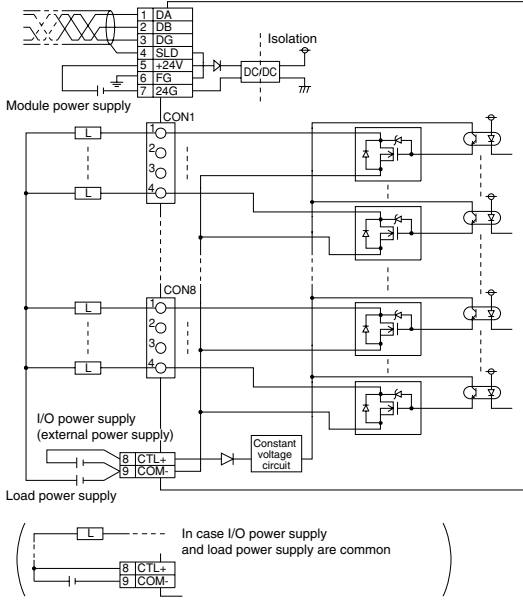 1 DA
2 DB
3 DG
4 SLD
5 +24V
6 FG
7 24G
Isolation
DC/DC
Module power supply
CON1
L
1
2
3
4
L
CON8
L
1
2
3
4
L
I/O power supply
(external power supply)
8 CTL+
9 COM-
Constant
voltage
circuit
Load power supply
L
In case I/O power supply
and load power supply are common
8 CTL+
9 COM-